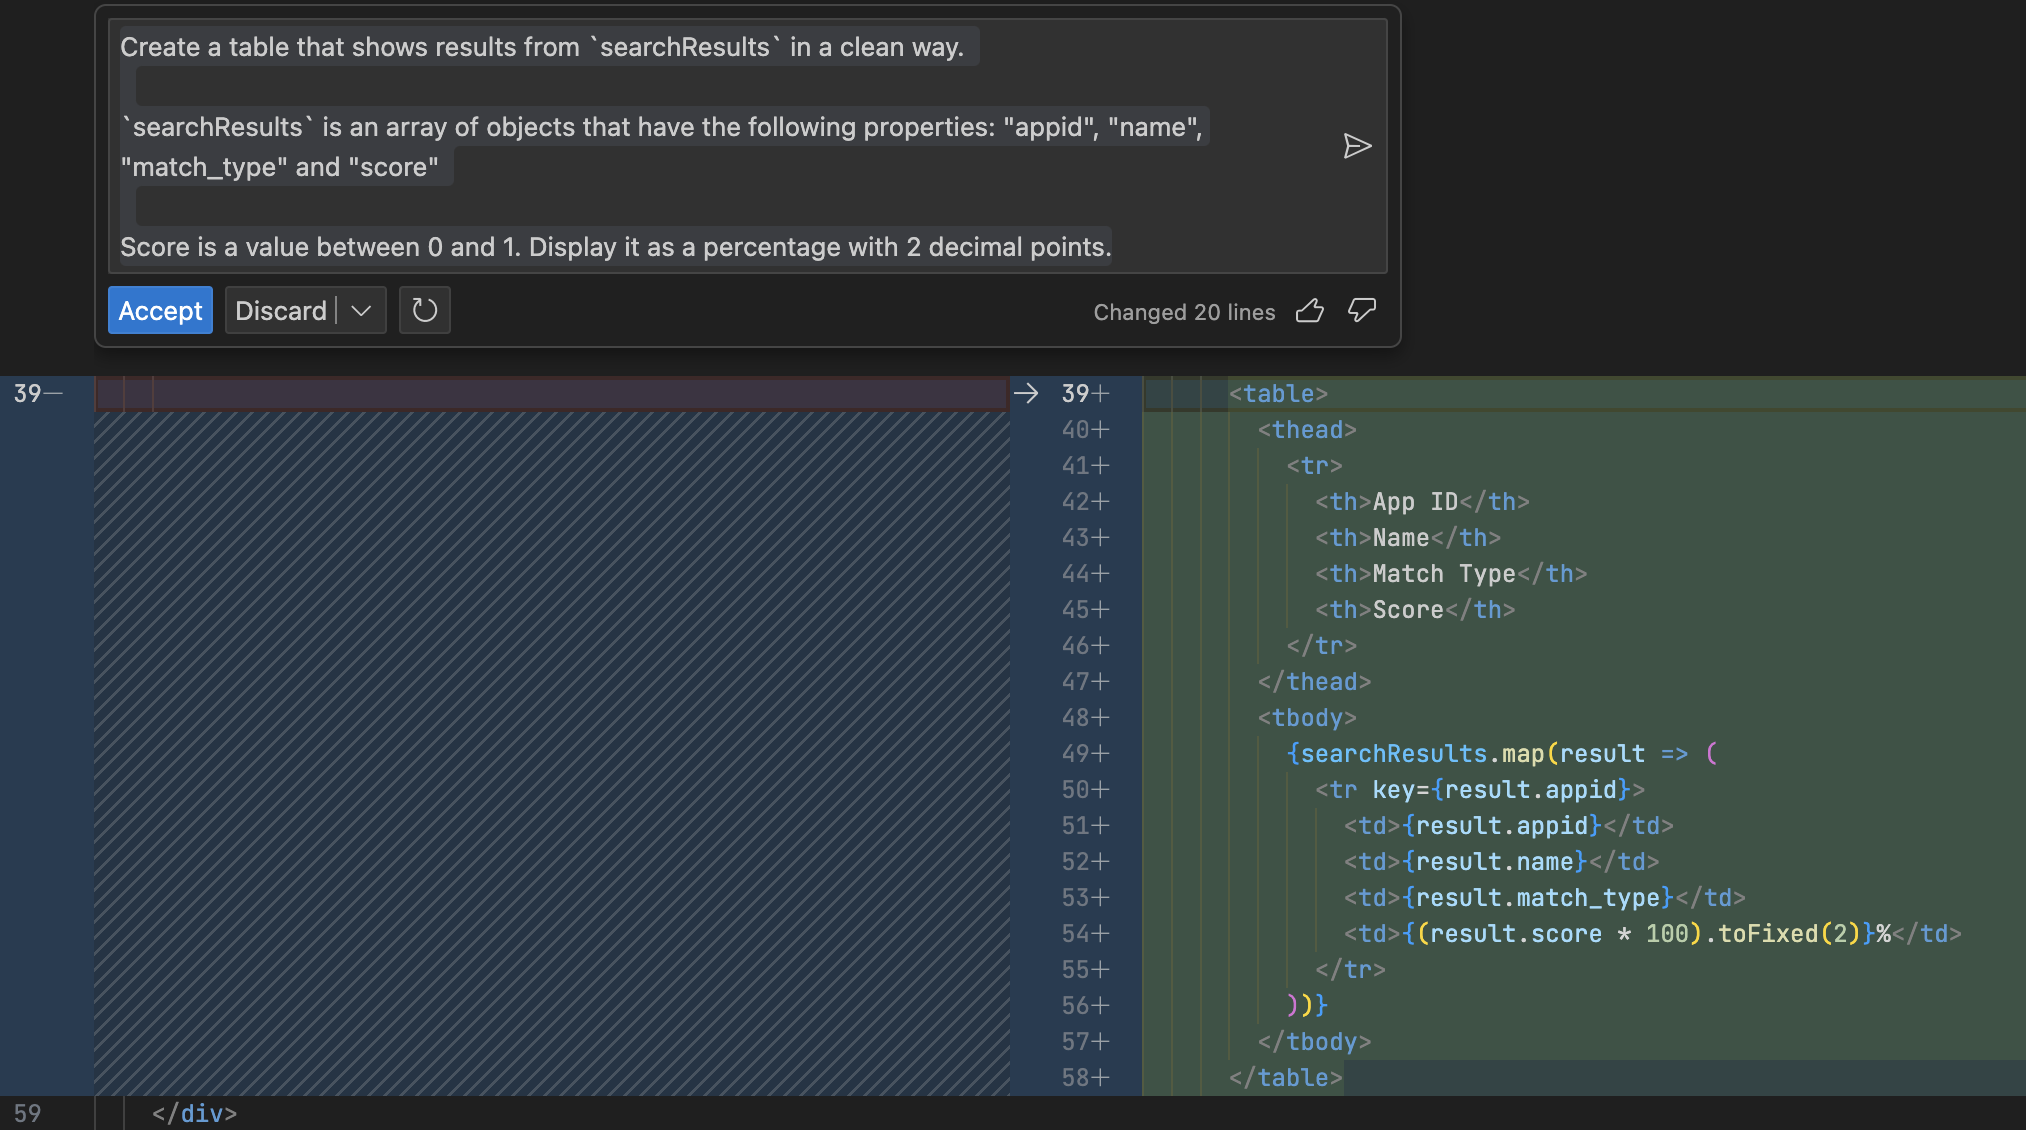 Create a table that shows results from `searchResults` in a clean way.
`searchResults` is an array of objects that have the following properties: "appid", "name",
"match_type" and "score"
Score is a value between 0 and 1. Display it as a percentage with 2 decimal points.
Accept Discard Changed 20 lines
39— → 39+ <table>
40+ <thead>
41+ <tr>
42+ <th>App ID</th>
43+ <th>Name</th>
44+ <th>Match Type</th>
45+ <th>Score</th>
46+ </tr>
47+ </thead>
48+ <tbody>
49+ {searchResults.map(result => (
50+ <tr key={result.appid}>
51+ <td>{result.appid}</td>
52+ <td>{result.name}</td>
53+ <td>{result.match_type}</td>
54+ <td>{(result.score * 100).toFixed(2)}%</td>
55+ </tr>
56+ ))}
57+ </tbody>
58+ </table>
59 </div>